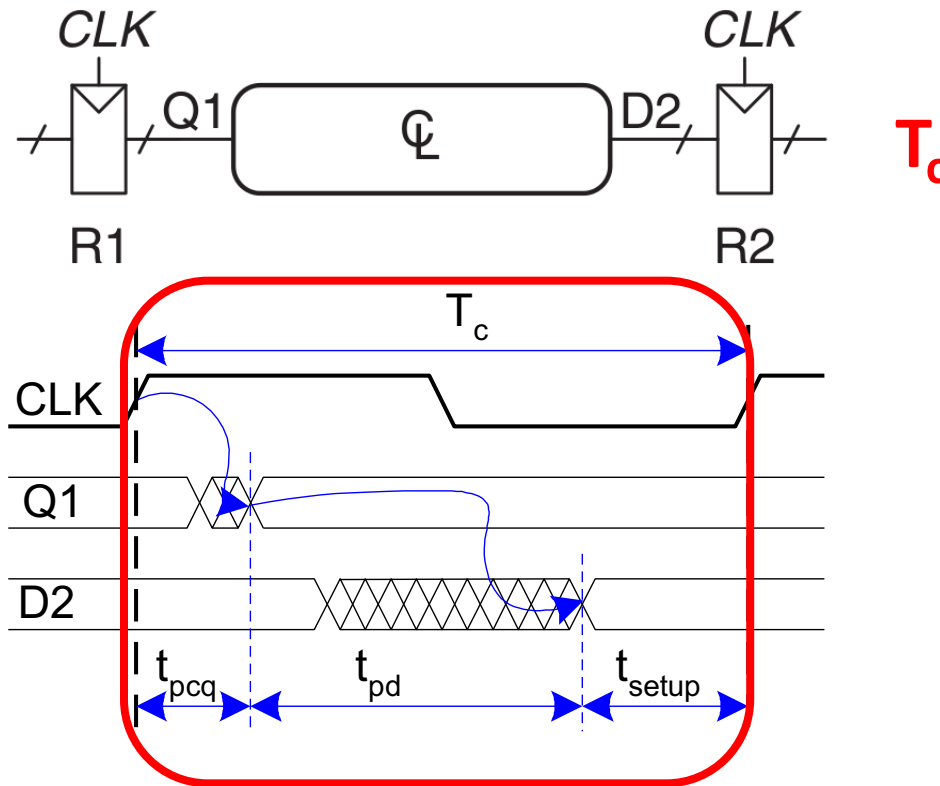 CLK CLK
Q1 CL D2
T
R1 R2
Tc
CLK
Q1
D2
tpcq tpd tsetup